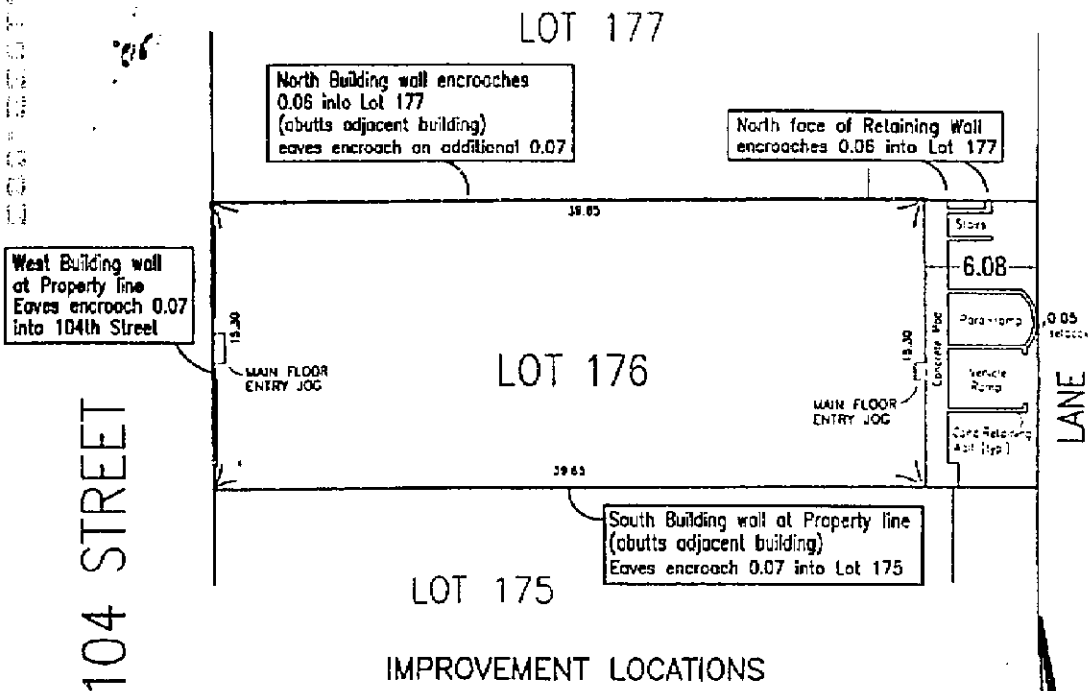 LOT 177
North Building wall encroaches
0.06 into Lot 177
(abutts adjacent building)
eaves encroach an additional 0.07
North face of Retaining Wall
encroaches 0.06 into Lot 177
39.65
Stairs
West Building wall
at Property line
Eaves encroach 0.07
into 104th Street
6.08
15.30
MAIN FLOOR
ENTRY JOG
LOT 176
15.30
MAIN FLOOR
ENTRY JOG
Concrete Pad
Ramp
0.05
Vehicle
Ramp
Conc Retaining
Wall (typ.)
LANE
39.65
104 STREET
South Building wall at Property line
(abutts adjacent building)
Eaves encroach 0.07 into Lot 175
LOT 175
IMPROVEMENT LOCATIONS